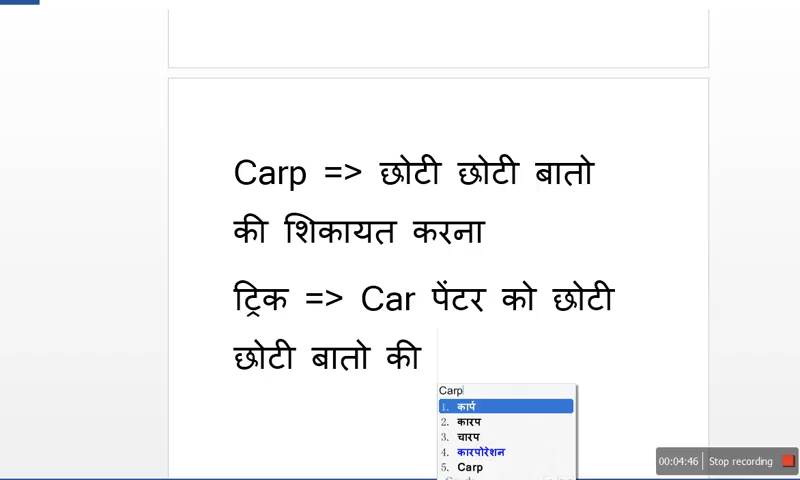 Carp => छोटी छोटी बातो
की शिकायत करना
ट्रिक => Car पेंटर को छोटी
छोटी बातो की
Carp
1. कार्प
2. कारप
3. चारप
4. कारपोरेशन
5. Carp
00:04:46 Stop recording